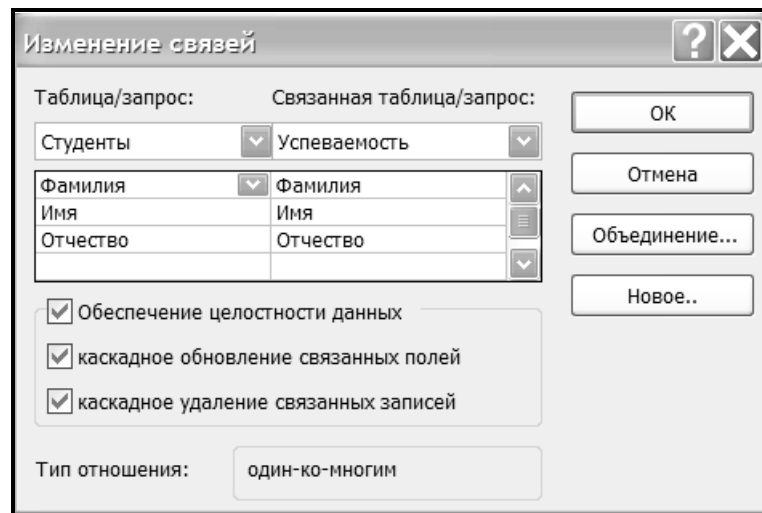 Изменение связей
Таблица/запрос: Связанная таблица/запрос:
Студенты Успеваемость
Фамилия Фамилия
Имя Имя
Отчество Отчество
Обеспечение целостности данных
каскадное обновление связанных полей
каскадное удаление связанных записей
Тип отношения: один-ко-многим
ОК
Отмена
Объединение...
Новое..